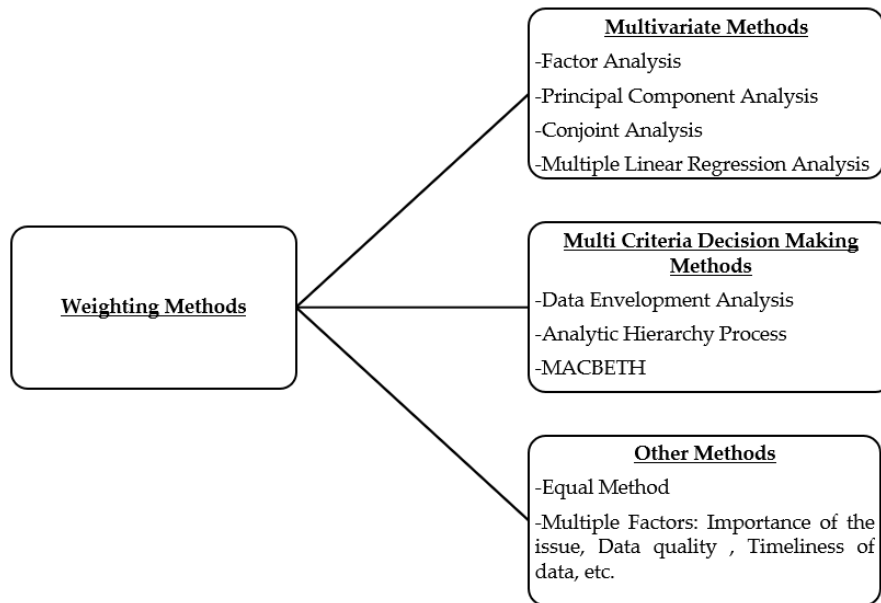 Weighting Methods
Multivariate Methods
-Factor Analysis
-Principal Component Analysis
-Conjoint Analysis
-Multiple Linear Regression Analysis
Multi Criteria Decision Making
Methods
-Data Envelopment Analysis
-Analytic Hierarchy Process
-MACBETH
Other Methods
-Equal Method
-Multiple Factors: Importance of the
issue, Data quality , Timeliness of
data, etc.